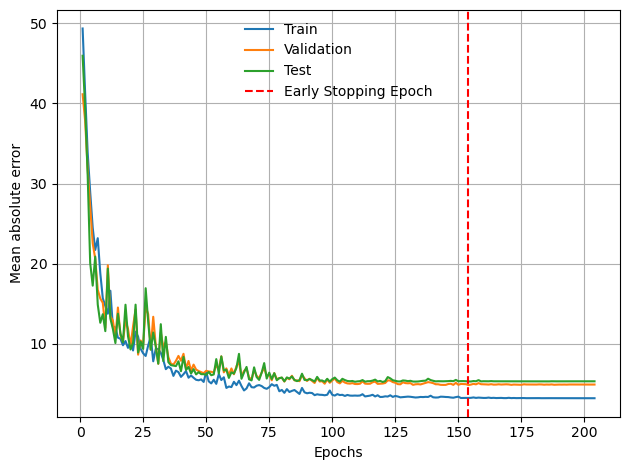 Train
Validation
Test
Early Stopping Epoch
Mean absolute error
50
40
30
20
10
0 25 50 75 100 125 150 175 200
Epochs